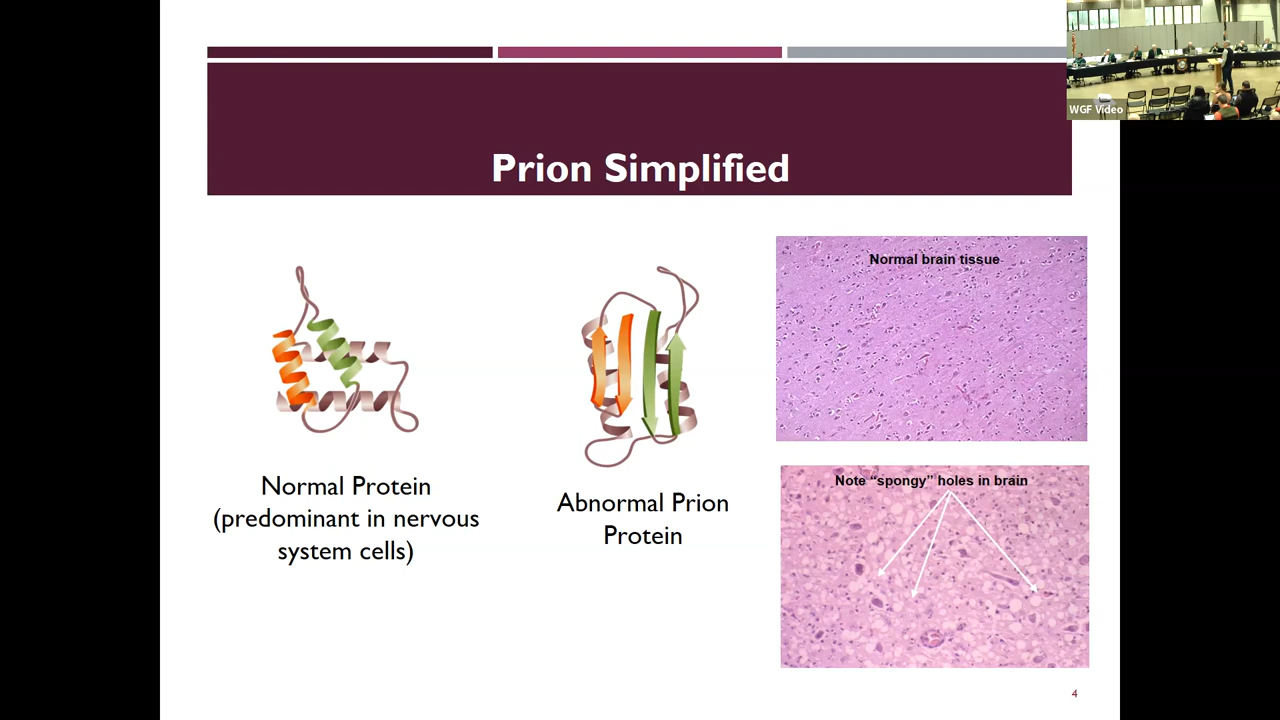 WGF Video
Prion Simplified
Normal brain tissue
Note “spongy” holes in brain
Normal Protein
(predominant in nervous
system cells)
Abnormal Prion
Protein
4